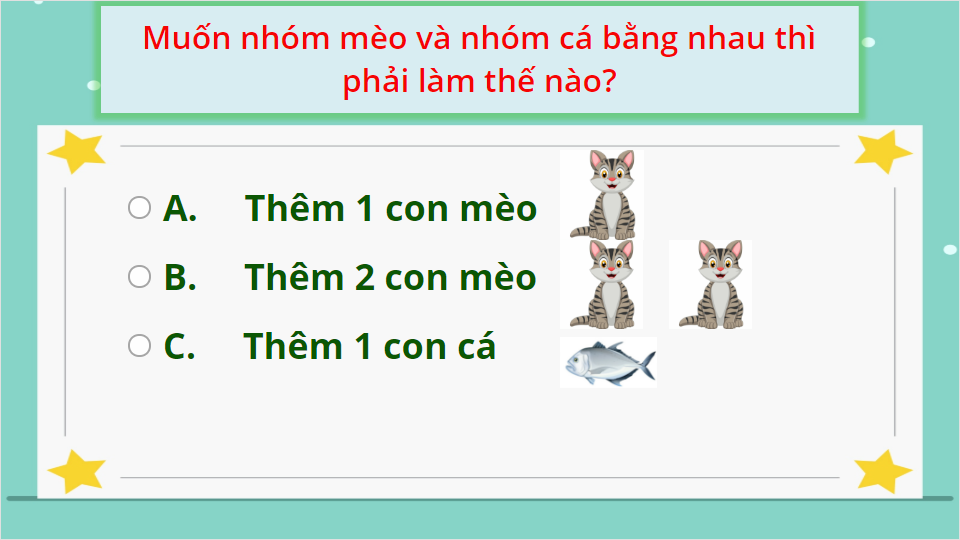 Muốn nhóm mèo và nhóm cá bằng nhau thì
phải làm thế nào?
A. Thêm 1 con mèo
B. Thêm 2 con mèo
C. Thêm 1 con cá